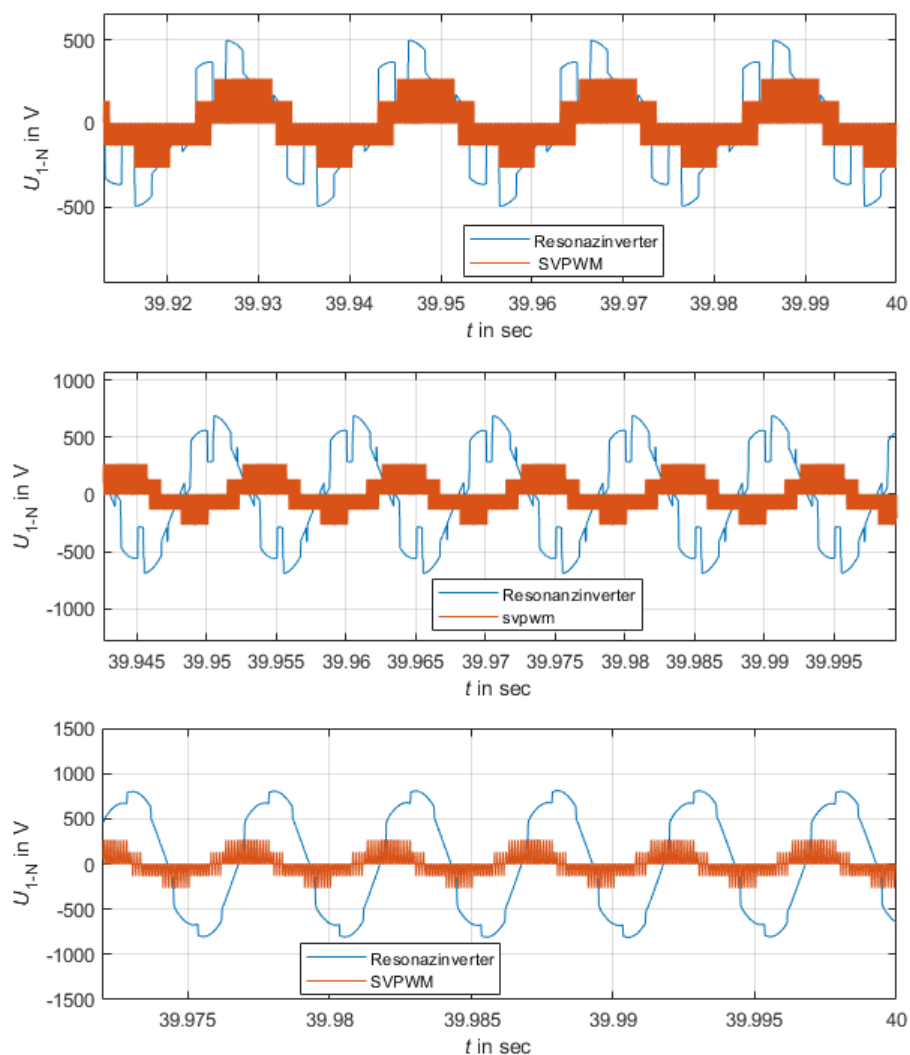 500
0
-500
U1-N in V
Resonazinverter
SVPWM
39.92 39.93 39.94 39.95 39.96 39.97 39.98 39.99 40
t in sec
1000
500
0
-500
-1000
U1-N in V
Resonanzinverter
svpwm
39.945 39.95 39.955 39.96 39.965 39.97 39.975 39.98 39.985 39.99 39.995
t in sec
1500
1000
500
0
-500
-1000
-1500
U1-N in V
Resonazinverter
SVPWM
39.975 39.98 39.985 39.99 39.995 40
t in sec